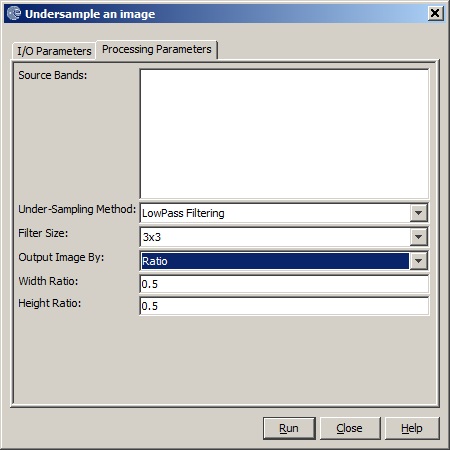 Undersample an image
I/O Parameters Processing Parameters
Source Bands:
Under-Sampling Method: LowPass Filtering
Filter Size: 3x3
Output Image By: Ratio
Width Ratio: 0.5
Height Ratio: 0.5
Run Close Help